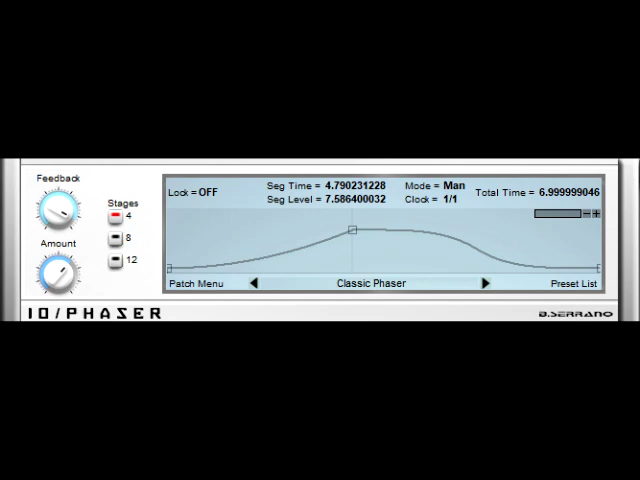 Feedback
Stages
4
8
12
Amount
Lock = OFF
Seg Time = 4.790231228
Seg Level = 7.586400032
Mode = Man
Clock = 1/1
Total Time = 6.999999046
Patch Menu
Classic Phaser
Preset List
10/PHASER
B.SERRANO